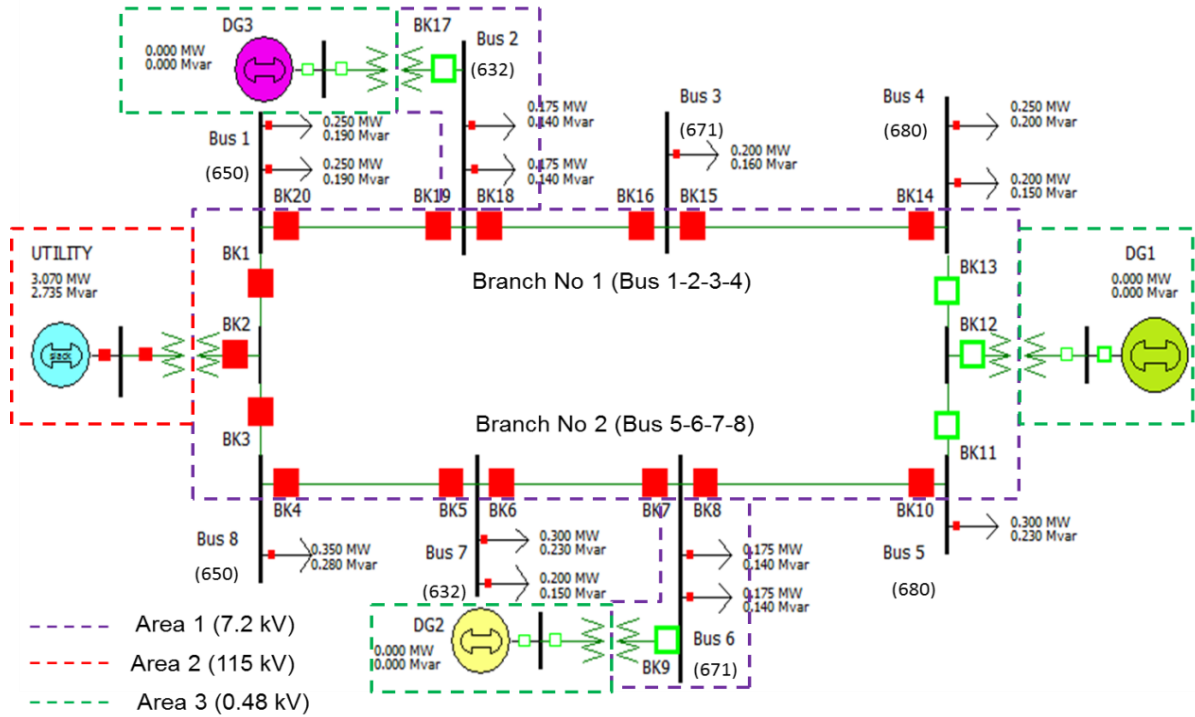 DG3
BK17
Bus 2
(632)
0.000 MW
0.000 Mvar
Bus 1
(650)
0.250 MW
0.190 Mvar
0.250 MW
0.190 Mvar
0.175 MW
0.140 Mvar
0.175 MW
0.140 Mvar
Bus 3
(671)
0.200 MW
0.160 Mvar
Bus 4
(680)
0.250 MW
0.200 Mvar
0.200 MW
0.150 Mvar
BK20
BK19
BK18
BK16
BK15
BK14
UTILITY
3.070 MW
2.735 Mvar
slack
BK1
BK2
BK3
Branch No 1 (Bus 1-2-3-4)
BK13
BK12
BK11
DG1
0.000 MW
0.000 Mvar
Branch No 2 (Bus 5-6-7-8)
BK4
BK5
BK6
BK7
BK8
BK10
Bus 8
(650)
0.350 MW
0.280 Mvar
Bus 7
(632)
0.300 MW
0.230 Mvar
0.200 MW
0.150 Mvar
0.175 MW
0.140 Mvar
0.175 MW
0.140 Mvar
Bus 5
(680)
0.300 MW
0.230 Mvar
DG2
0.000 MW
0.000 Mvar
BK9
Bus 6
(671)
Area 1 (7.2 kV)
Area 2 (115 kV)
Area 3 (0.48 kV)